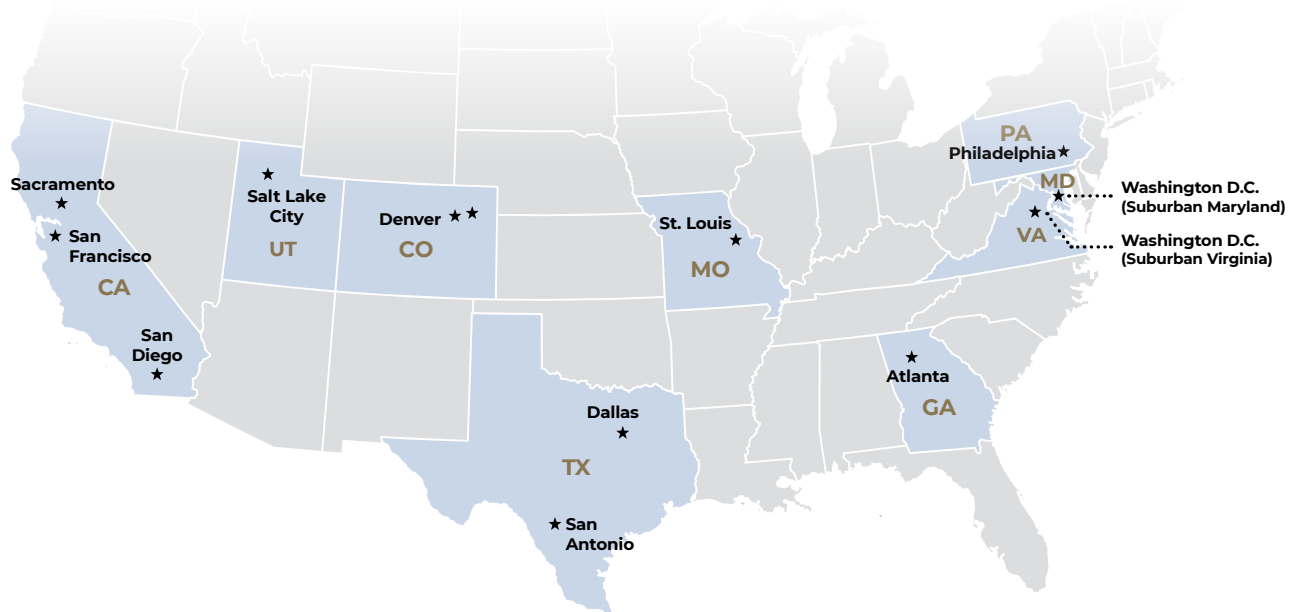 PA
Philadelphia
MD
Washington D.C.
(Suburban Maryland)
Washington D.C.
(Suburban Virginia)
VA
Sacramento
San
Francisco
CA
San
Diego
Salt Lake
City
UT
Denver
CO
St. Louis
MO
Dallas
TX
San
Antonio
Atlanta
GA